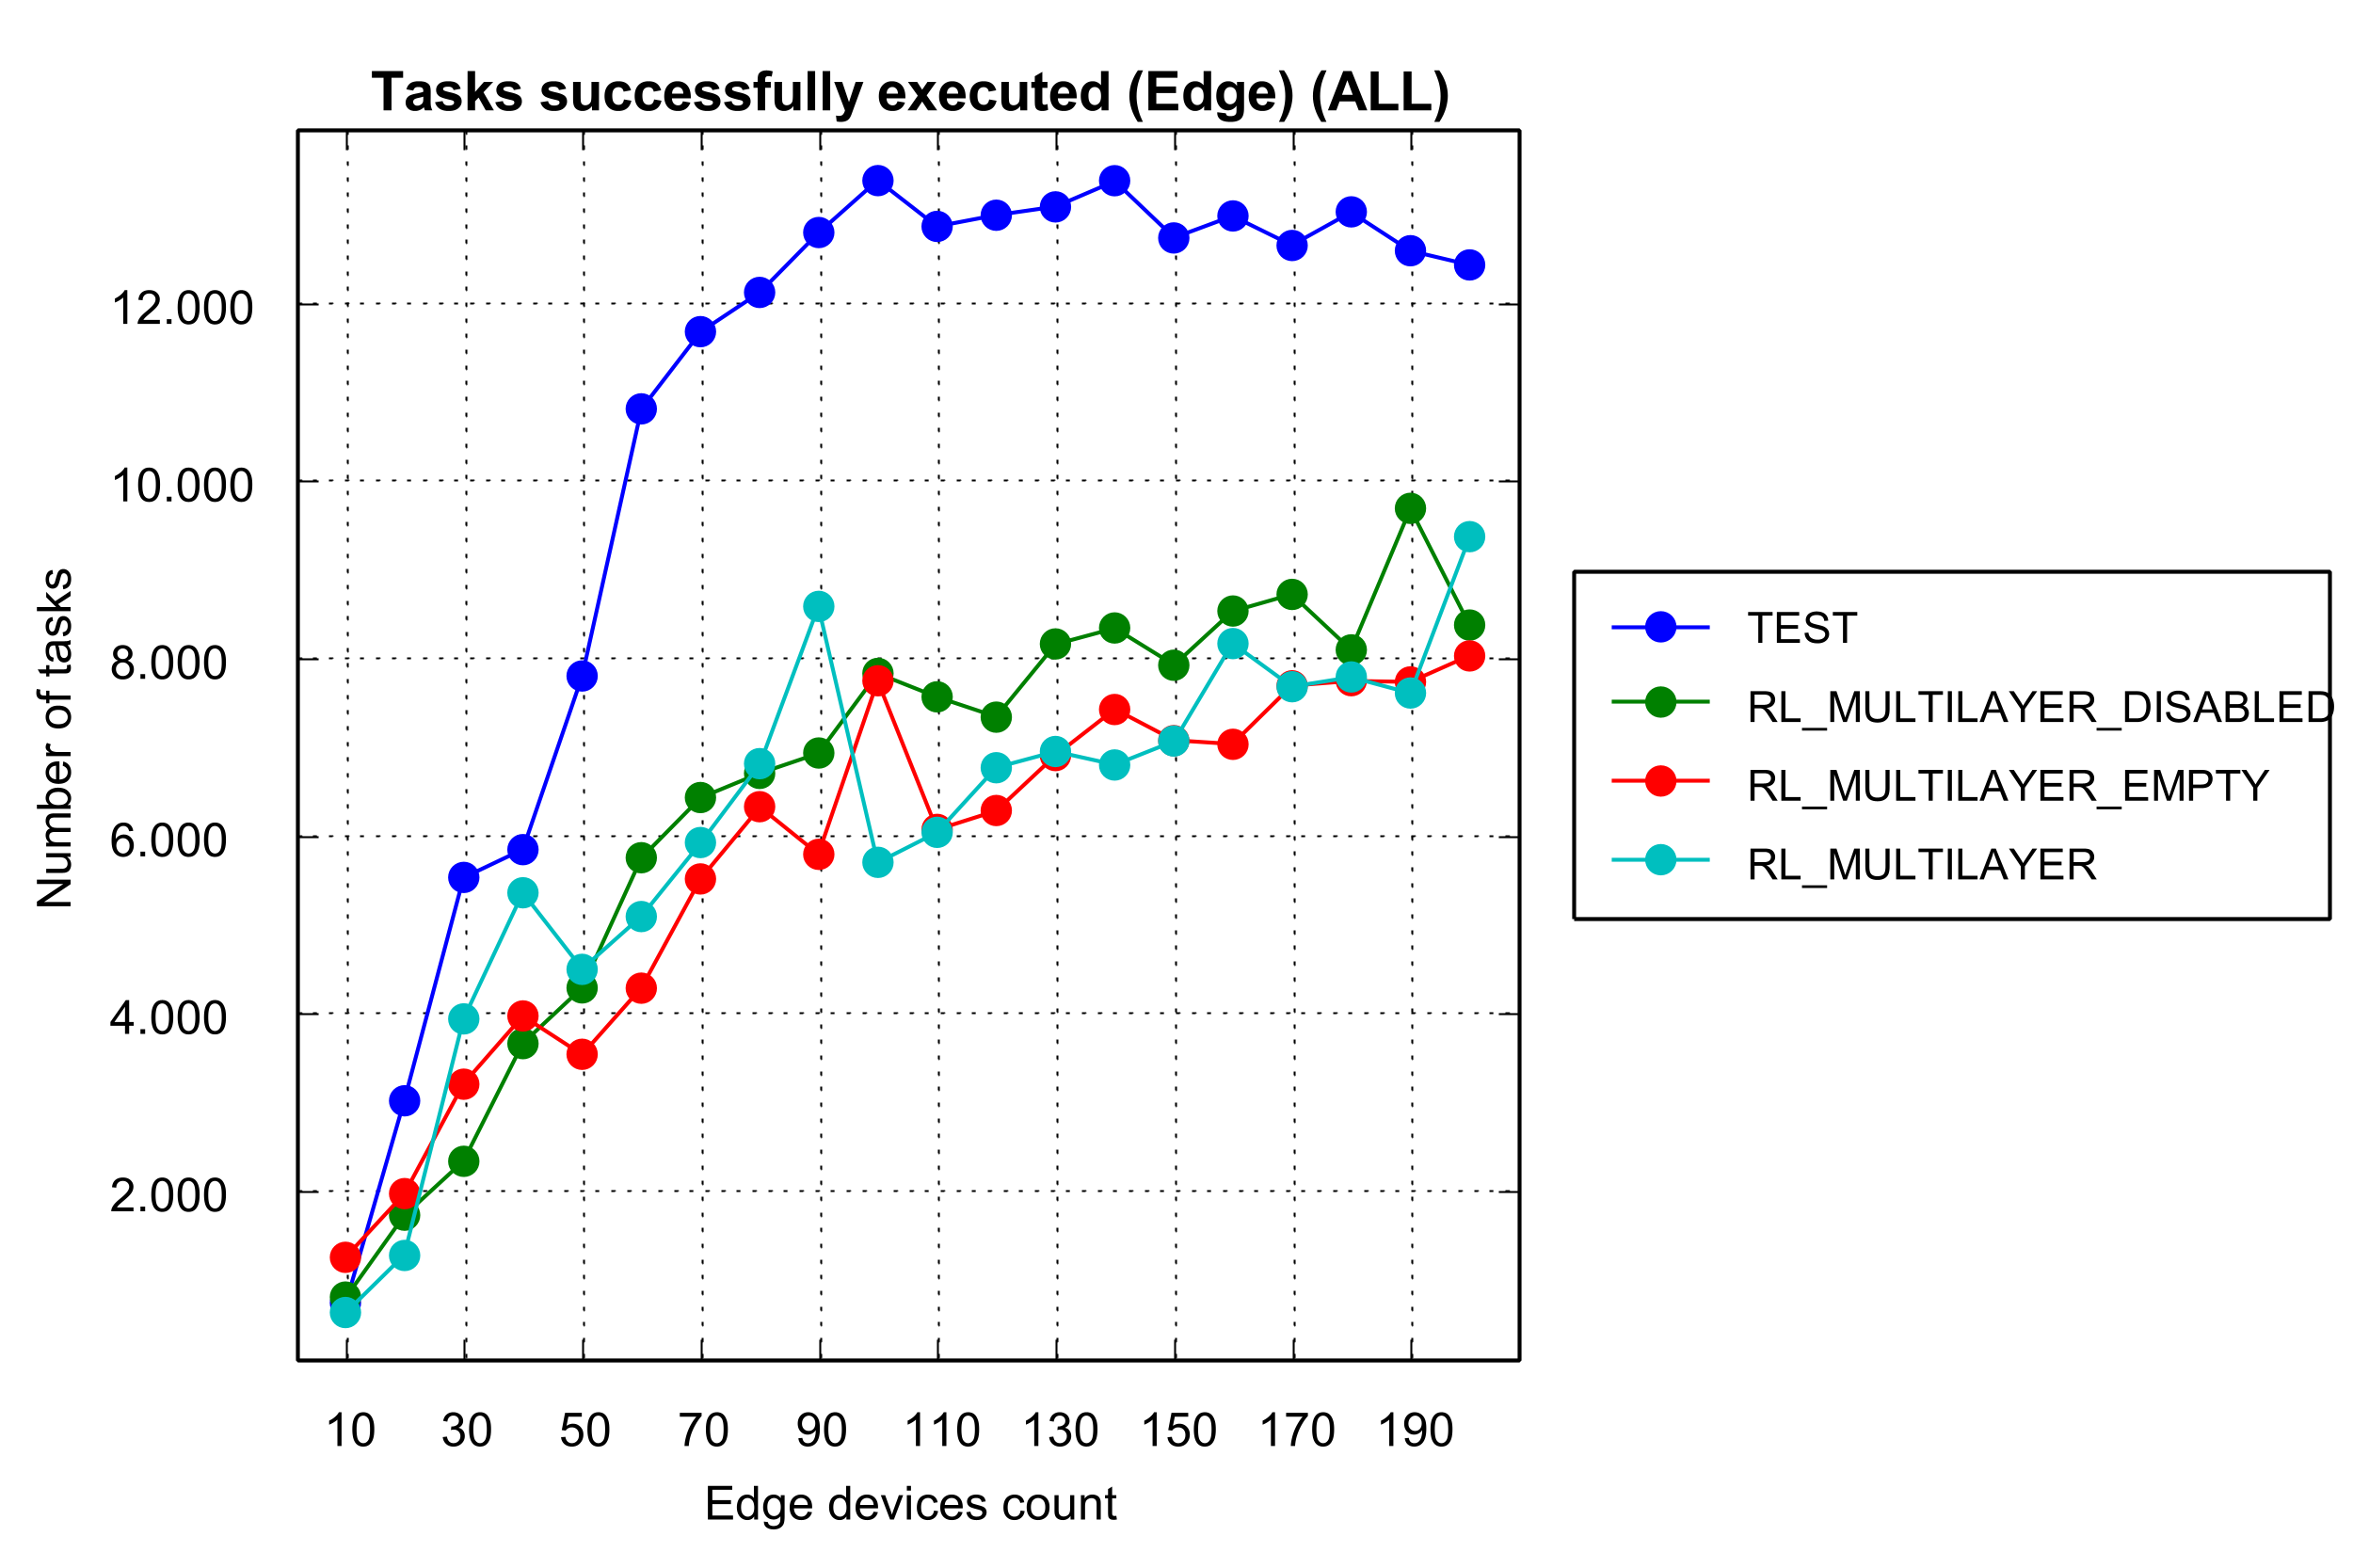 Tasks successfully executed (Edge) (ALL)
12.000
10.000
8.000
6.000
4.000
2.000
Number of tasks
10 30 50 70 90 110 130 150 170 190
Edge devices count
TEST
RL_MULTILAYER_DISABLED
RL_MULTILAYER_EMPTY
RL_MULTILAYER